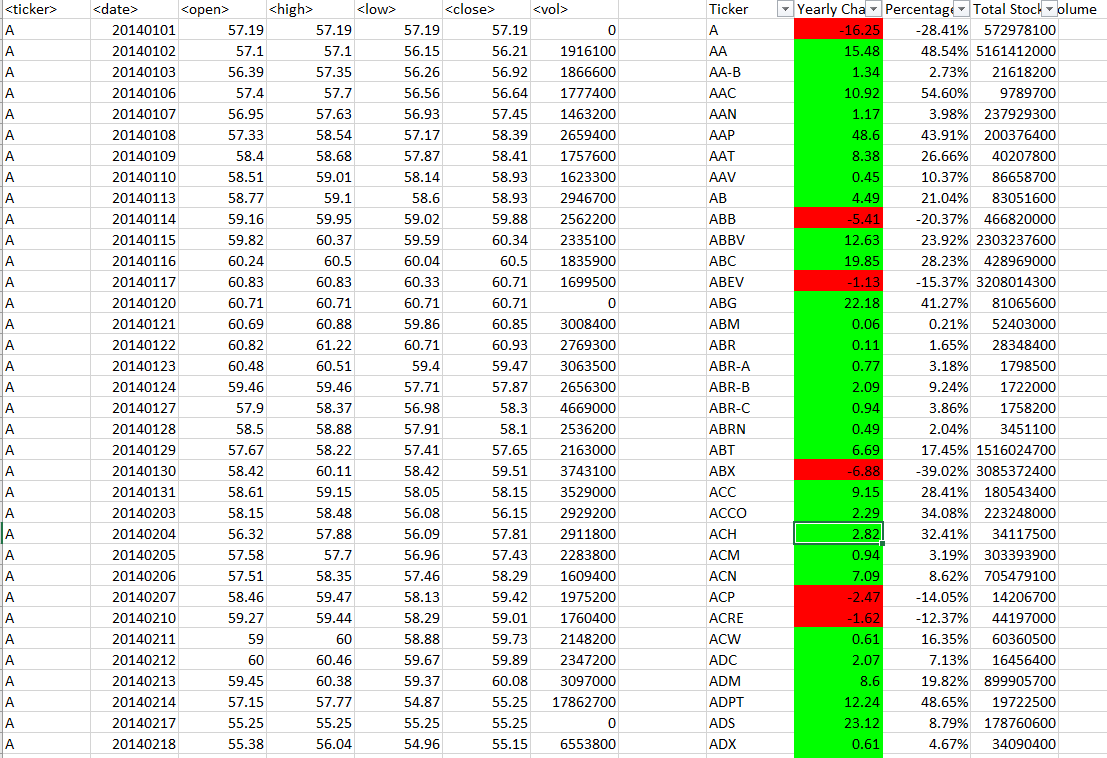 <ticker> <date> <open> <high> <low> <close> <vol> Ticker Yearly Cha Percentage Total Stock olume
A 20140101 57.19 57.19 57.19 57.19 0 A -16.25 -28.41% 572978100
A 20140102 57.1 57.1 56.15 56.21 1916100 AA 15.48 48.54% 5161412000
A 20140103 56.39 57.35 56.26 56.92 1866600 AA-B 1.34 2.73% 21618200
A 20140106 57.4 57.7 56.56 56.64 1777400 AAC 10.92 54.60% 9789700
A 20140107 56.95 57.63 56.93 57.45 1463200 AAN 1.17 3.98% 237929300
A 20140108 57.33 58.54 57.17 58.39 2659400 AAP 48.6 43.91% 200376400
A 20140109 58.4 58.68 57.87 58.41 1757600 AAT 8.38 26.66% 40207800
A 20140110 58.51 59.01 58.14 58.93 1623300 AAV 0.45 10.37% 86658700
A 20140113 58.77 59.1 58.6 58.93 2946700 AB 4.49 21.04% 83051600
A 20140114 59.16 59.95 59.02 59.88 2562200 ABB -5.41 -20.37% 466820000
A 20140115 59.82 60.37 59.59 60.34 2335100 ABBV 12.63 23.92% 2303237600
A 20140116 60.24 60.5 60.04 60.5 1835900 ABC 19.85 28.23% 428969000
A 20140117 60.83 60.83 60.33 60.71 1699500 ABEV -1.13 -15.37% 3208014300
A 20140120 60.71 60.71 60.71 60.71 0 ABG 22.18 41.27% 81065600
A 20140121 60.69 60.88 59.86 60.85 3008400 ABM 0.06 0.21% 52403000
A 20140122 60.82 61.22 60.71 60.93 2769300 ABR 0.11 1.65% 28348400
A 20140123 60.48 60.51 59.4 59.47 3063500 ABR-A 0.77 3.18% 1798500
A 20140124 59.46 59.46 57.71 57.87 2656300 ABR-B 2.09 9.24% 1722000
A 20140127 57.9 58.37 56.98 58.3 4669000 ABR-C 0.94 3.86% 1758200
A 20140128 58.5 58.88 57.91 58.1 2536200 ABRN 0.49 2.04% 3451100
A 20140129 57.67 58.22 57.41 57.65 2163000 ABT 6.69 17.45% 1516024700
A 20140130 58.42 60.11 58.42 59.51 3743100 ABX -6.88 -39.02% 3085372400
A 20140131 58.61 59.15 58.05 58.15 3529000 ACC 9.15 28.41% 180543400
A 20140203 58.15 58.48 56.08 56.15 2929200 ACCO 2.29 34.08% 223248000
A 20140204 56.32 57.88 56.09 57.81 2911800 ACH 2.82 32.41% 34117500
A 20140205 57.58 57.7 56.96 57.43 2283800 ACM 0.94 3.19% 303393900
A 20140206 57.51 58.35 57.46 58.29 1609400 ACN 7.09 8.62% 705479100
A 20140207 58.46 59.47 58.13 59.42 1975200 ACP -2.47 -14.05% 14206700
A 20140210 59.27 59.44 58.29 59.01 1760400 ACRE -1.62 -12.37% 44197000
A 20140211 59 60 58.88 59.73 2148200 ACW 0.61 16.35% 60360500
A 20140212 60 60.46 59.67 59.89 2347200 ADC 2.07 7.13% 16456400
A 20140213 59.45 60.38 59.37 60.08 3097000 ADM 8.6 19.82% 899905700
A 20140214 57.15 57.77 54.87 55.25 17862700 ADPT 12.24 48.65% 19722500
A 20140217 55.25 55.25 55.25 55.25 0 ADS 23.12 8.79% 178760600
A 20140218 55.38 56.04 54.96 55.15 6553800 ADX 0.61 4.67% 34090400